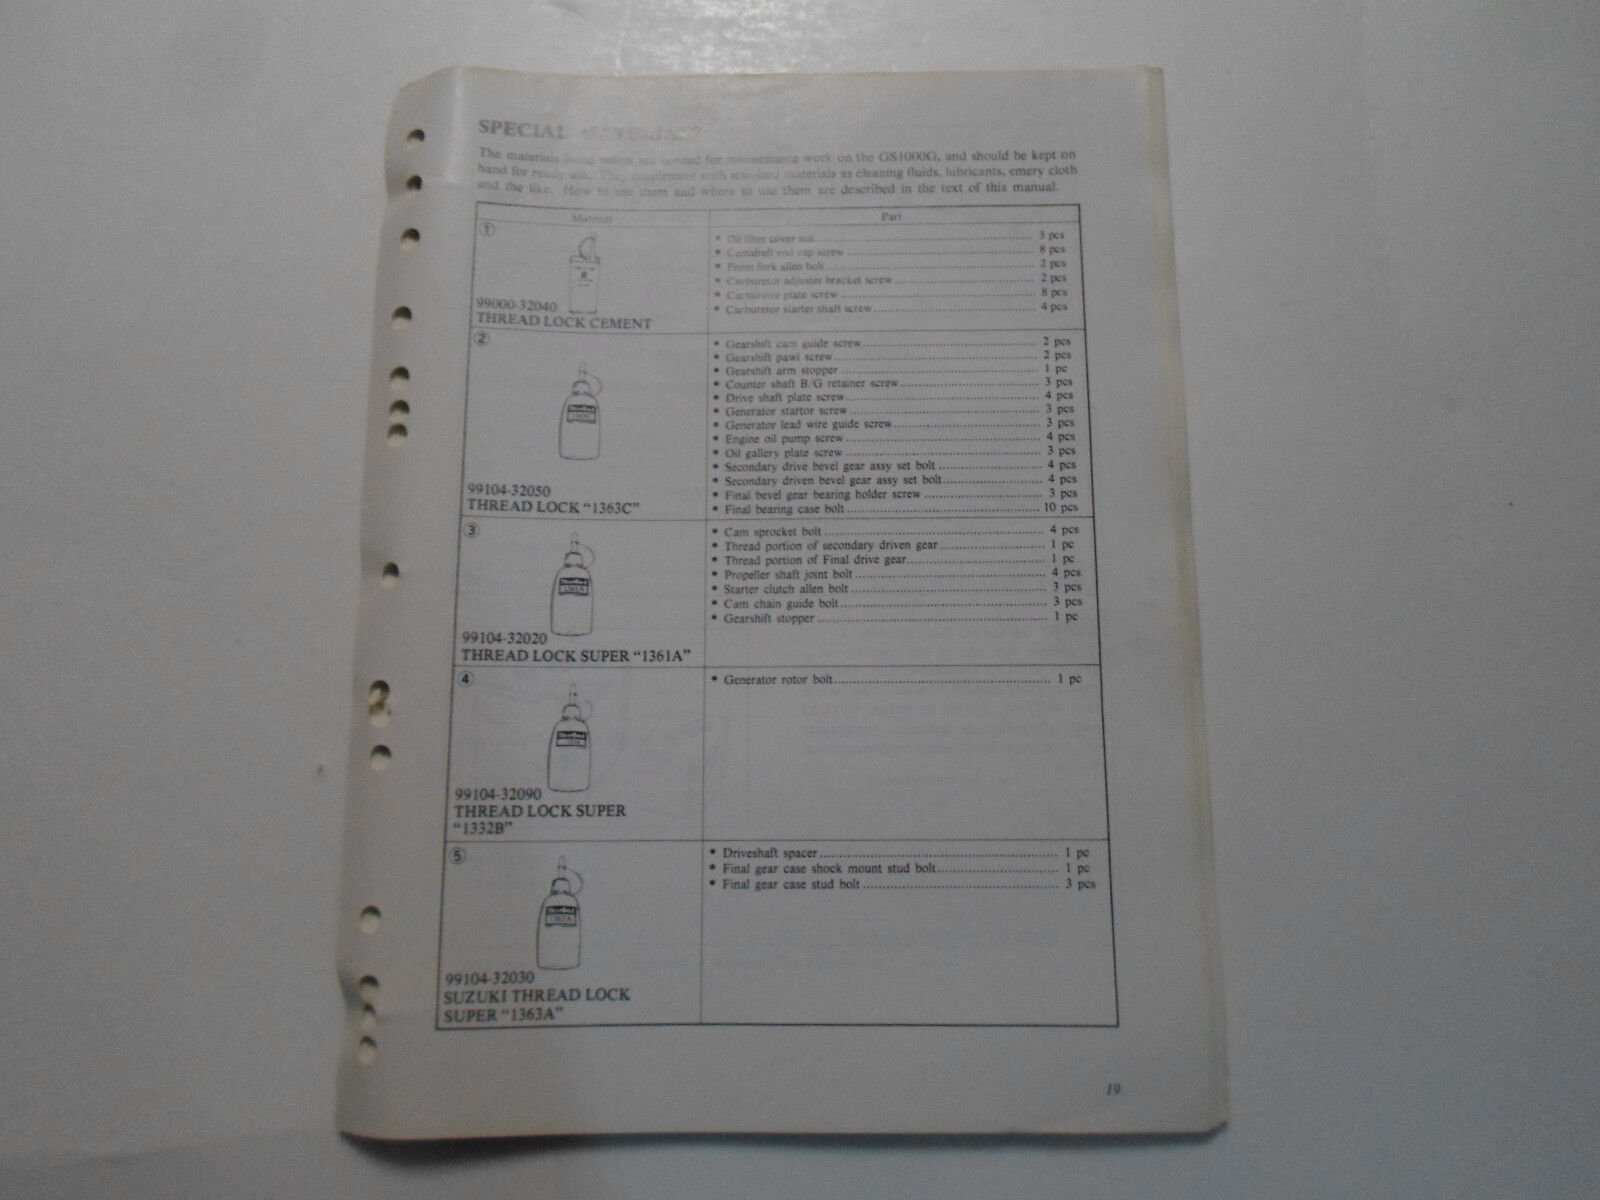 SPECIAL MATERIALS
The materials listed below are needed for maintenance work on the GS1000G, and should be kept on
hand for ready use. They supplement such standard materials as cleaning fluids, lubricants, emery cloth
and the like. How to use them and where to use them are described in the text of this manual.
Material
Part
①
99000-32040
THREAD LOCK CEMENT
* Oil filter cover nut 3 pcs
* Camshaft end cap screw 8 pcs
* Front fork allen bolt 2 pcs
* Carburetor adjuster bracket screw 2 pcs
* Carburetor plate screw 8 pcs
* Carburetor starter shaft screw 4 pcs
②
99104-32050
THREAD LOCK "1363C"
* Gearshift cam guide screw 2 pcs
* Gearshift pawl screw 2 pcs
* Gearshift arm stopper 1 pc
* Counter shaft B/G retainer screw 3 pcs
* Drive shaft plate screw 4 pcs
* Generator startor screw 3 pcs
* Generator lead wire guide screw 3 pcs
* Engine oil pump screw 4 pcs
* Oil gallery plate screw 3 pcs
* Secondary drive bevel gear assy set bolt 4 pcs
* Secondary driven bevel gear assy set bolt 4 pcs
* Final bevel gear bearing holder screw 3 pcs
* Final bearing case bolt 10 pcs
③
99104-32020
THREAD LOCK SUPER "1361A"
* Cam sprocket bolt 4 pcs
* Thread portion of secondary driven gear 1 pc
* Thread portion of Final drive gear 1 pc
* Propeller shaft joint bolt 4 pcs
* Starter clutch allen bolt 3 pcs
* Cam chain guide bolt 3 pcs
* Gearshift stopper 1 pc
④
99104-32090
THREAD LOCK SUPER
"1332B"
* Generator rotor bolt 1 pc
⑤
1363A
99104-32030
SUZUKI THREAD LOCK
SUPER "1363A"
* Driveshaft spacer 1 pc
* Final gear case shock mount stud bolt 1 pc
* Final gear case stud bolt 3 pcs
19